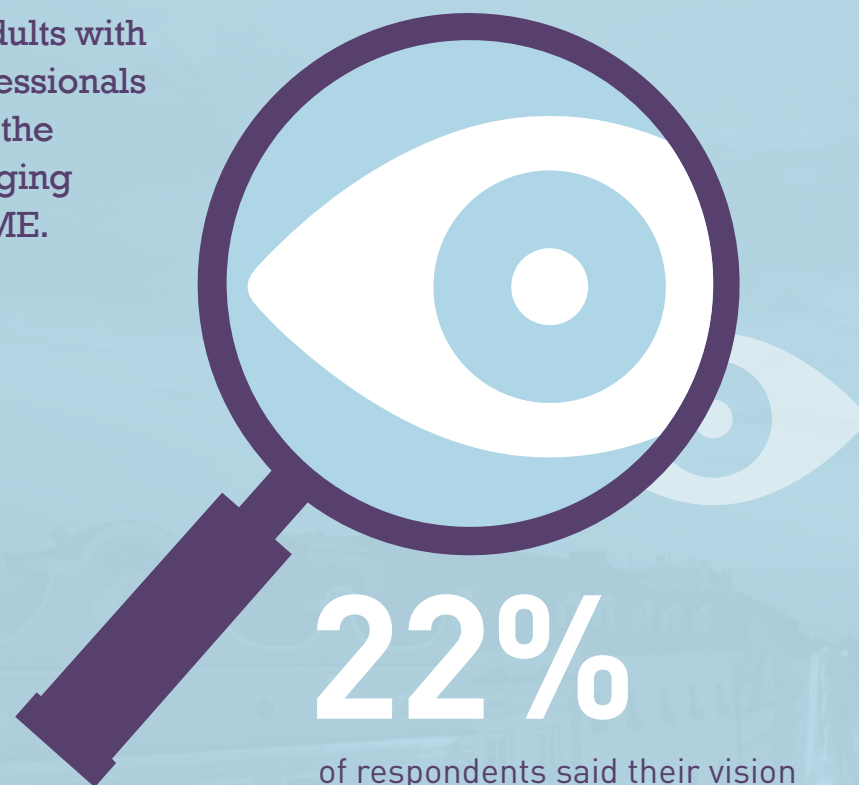 dults with
essionals
the
ging
ME.
22%
of respondents said their vision